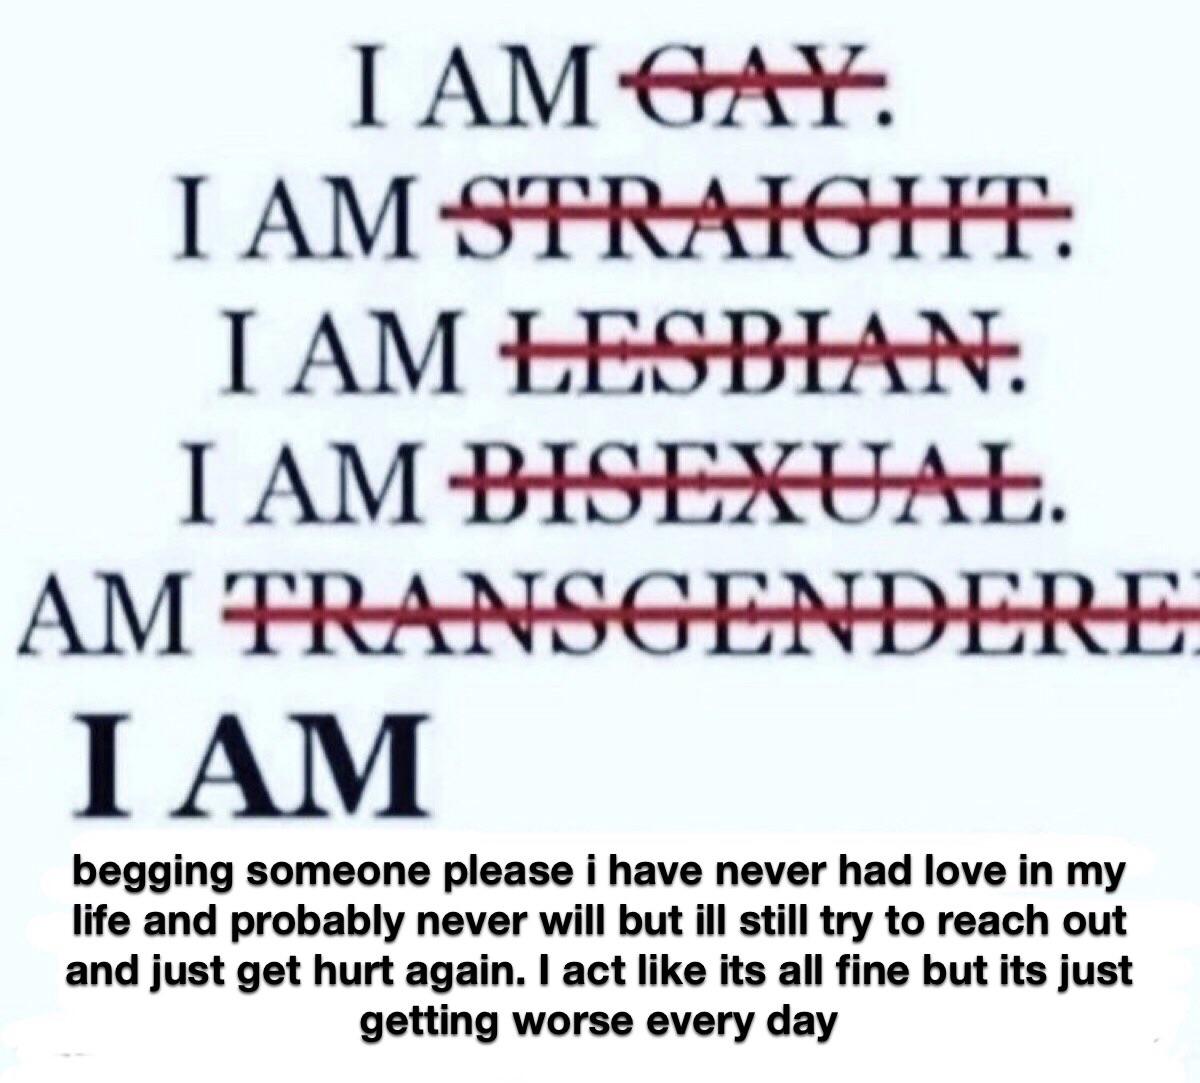 I AM GAY.
I AM STRAIGHT.
I AM LESBIAN.
I AM BISEXUAL.
AM TRANSGENDERE
I AM
begging someone please i have never had love in my
life and probably never will but ill still try to reach out
and just get hurt again. I act like its all fine but its just
getting worse every day